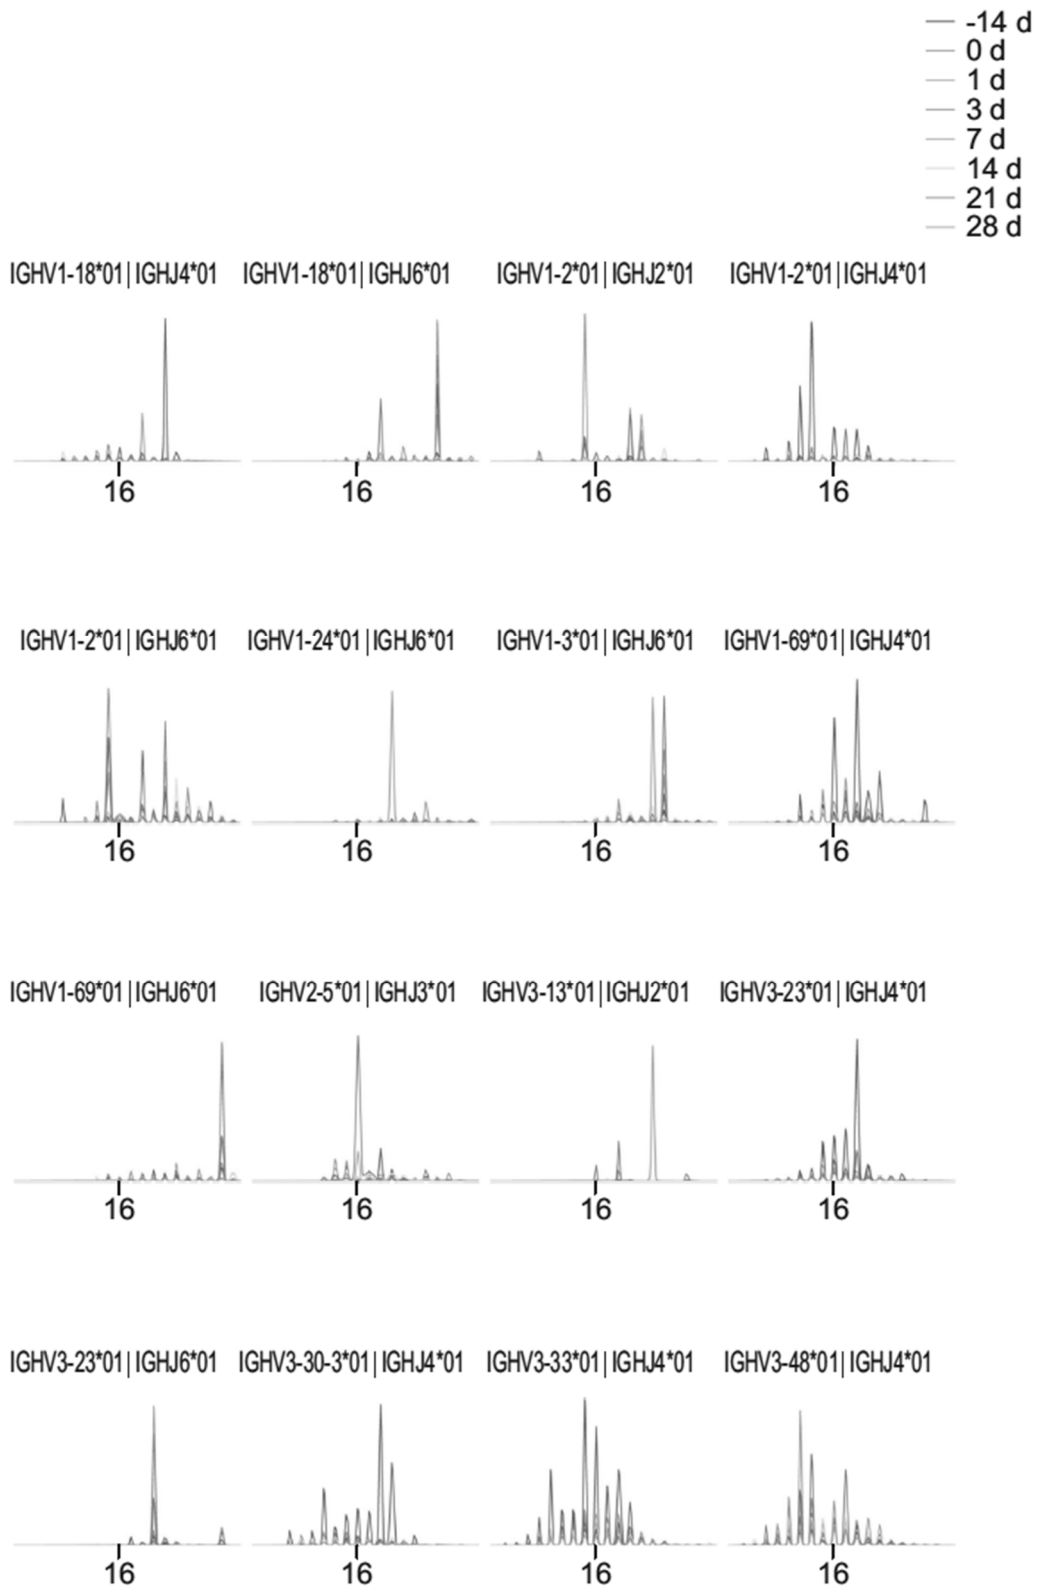 -14 d
0 d
1 d
3 d
7 d
14 d
21 d
28 d
IGHV1-18*01|IGHJ4*01 IGHV1-18*01|IGHJ6*01 IGHV1-2*01|IGHJ2*01 IGHV1-2*01|IGHJ4*01
16 16 16 16
IGHV1-2*01|IGHJ6*01 IGHV1-24*01|IGHJ6*01 IGHV1-3*01|IGHJ6*01 IGHV1-69*01|IGHJ4*01
16 16 16 16
IGHV1-69*01|IGHJ6*01 IGHV2-5*01|IGHJ3*01 IGHV3-13*01|IGHJ2*01 IGHV3-23*01|IGHJ4*01
16 16 16 16
IGHV3-23*01|IGHJ6*01 IGHV3-30-3*01|IGHJ4*01 IGHV3-33*01|IGHJ4*01 IGHV3-48*01|IGHJ4*01
16 16 16 16